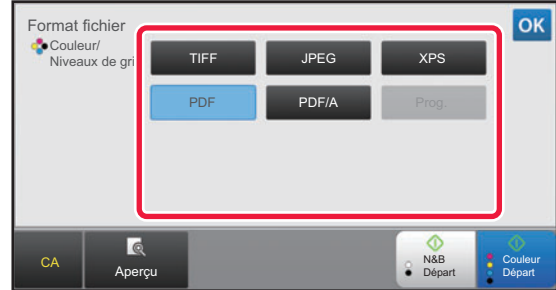 Format fichier
OK
Couleur/
Niveaux de gri
TIFF
JPEG
XPS
PDF
PDF/A
Prog.
CA
Aperçu
N&B
Départ
Couleur
Départ